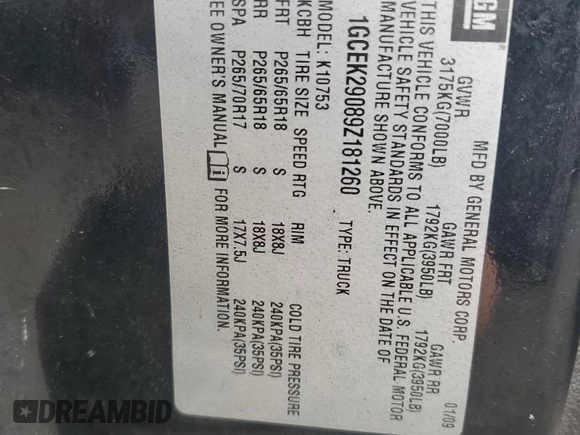 GM
MFD BY GENERAL MOTORS CORP. 01/09
GVWR GAWR FRT GAWR RR
3175KG(7000LB) 1792KG(3950LB) 1792KG(3950LB)
THIS VEHICLE CONFORMS TO ALL APPLICABLE U.S. FEDERAL MOTOR
VEHICLE SAFETY STANDARDS IN EFFECT ON THE DATE OF
MANUFACTURE SHOWN ABOVE.
1GCEK29089Z181260 TYPE: TRUCK
MODEL: K10753
KCBH TIRE SIZE SPEED RTG RIM COLD TIRE PRESSURE
FRT P265/65R18 S 18X8J 240KPA(35PSI)
RR P265/65R18 S 18X8J 240KPA(35PSI)
SPA P265/70R17 S 17X7.5J 240KPA(35PSI)
EE OWNER'S MANUAL i FOR MORE INFORMATION.
DREAMBID